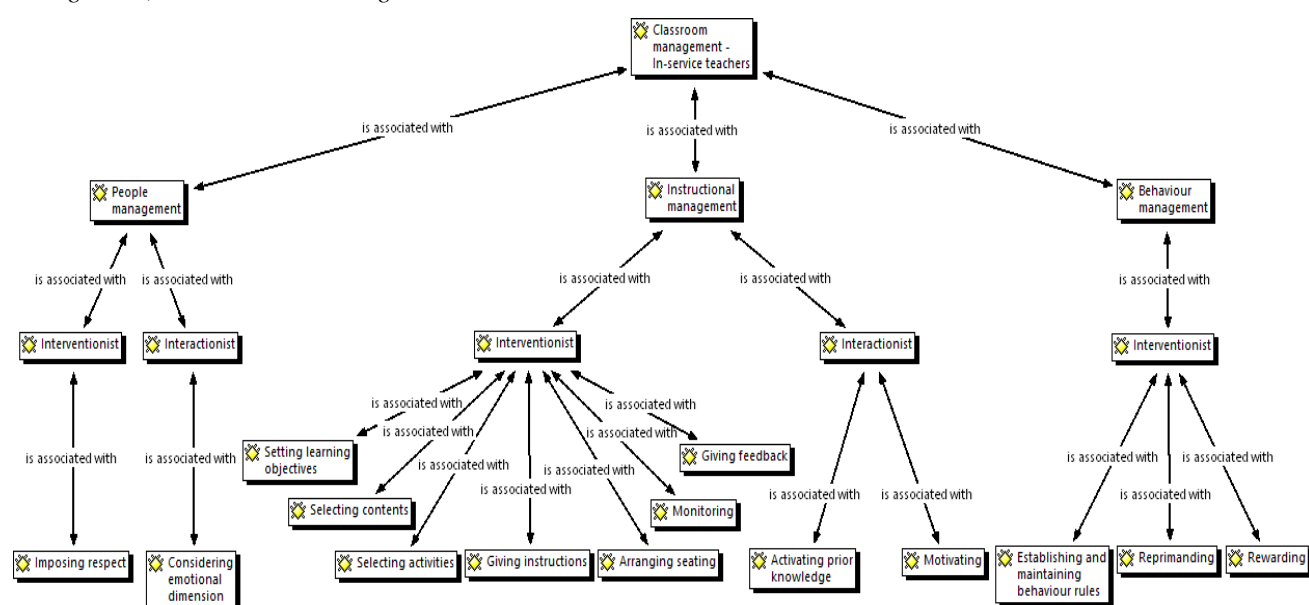 Classroom
management -
In-service teachers
is associated with
is associated with
is associated with
People
management
Instructional
management
Behaviour
management
is associated with
is associated with
is associated with
is associated with
is associated with
Interventionist
Interactionist
Interventionist
Interactionist
Interventionist
is associated with
is associated with
is associated with
is associated with
is associated with
is associated with
is associated with
is associated with
is associated with
is associated with
is associated with
is associated with
is associated with
is associated with
Setting learning
objectives
Giving feedback
Selecting contents
Monitoring
Imposing respect
Considering
emotional
dimension
Selecting activities
Giving instructions
Arranging seating
Activating prior
knowledge
Motivating
Establishing and
maintaining
behaviour rules
Reprimanding
Rewarding